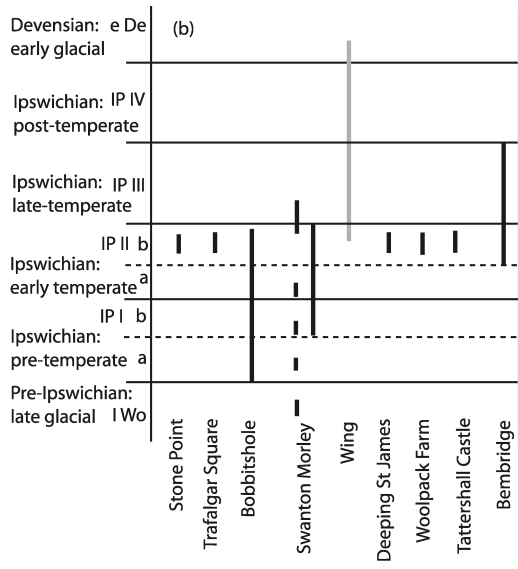 Devensian: e De
early glacial
(b)
Ipswichian: IP IV
post-temperate
Ipswichian: IP III
late-temperate
IP II b
Ipswichian:
early temperate a
IP I b
Ipswichian:
pre-temperate a
Pre-Ipswichian:
late glacial I Wo
Stone Point
Trafalgar Square
Bobbitshole
Swanton Morley
Wing
Deeping St James
Woolpack Farm
Tattershall Castle
Bembridge